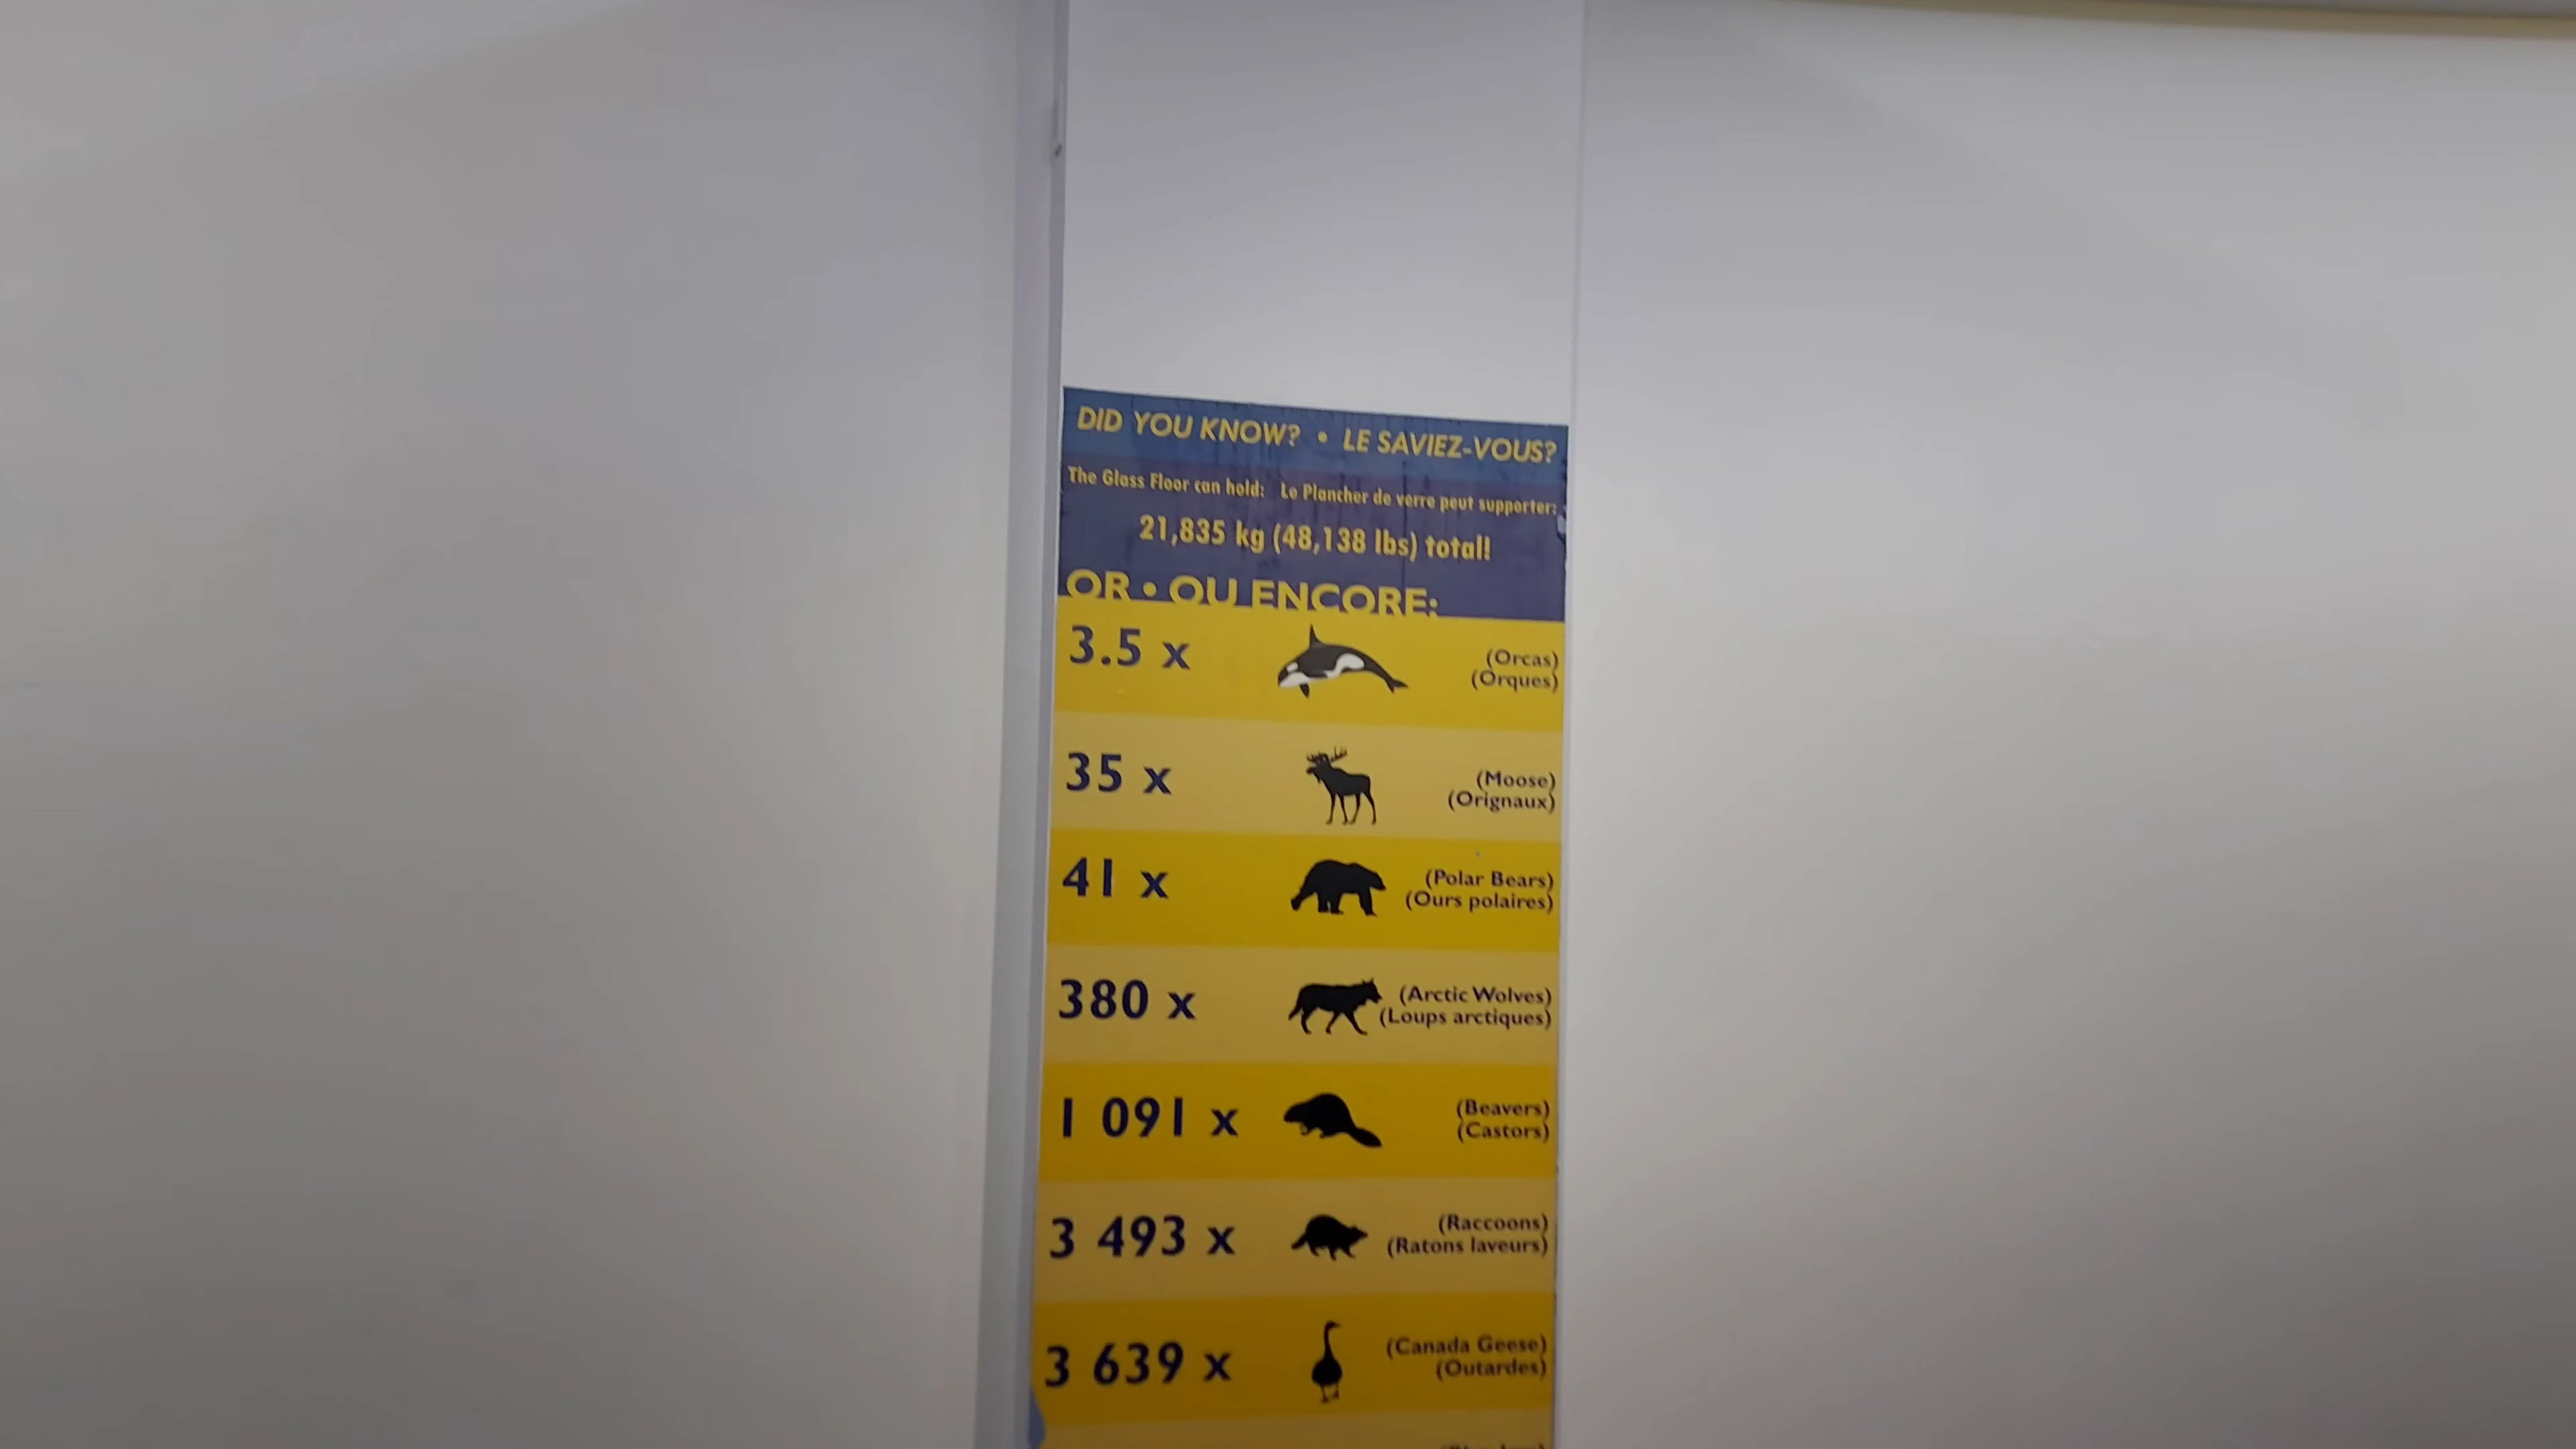 DID YOU KNOW? • LE SAVIEZ-VOUS?
The Glass Floor can hold: Le Plancher de verre peut supporter:
21,835 kg (48,138 lbs) total!
OR • OU ENCORE:
3.5 x (Orcas)
(Orques)
35 x (Moose)
(Orignaux)
41 x (Polar Bears)
(Ours polaires)
380 x (Arctic Wolves)
(Loups arctiques)
1 091 x (Beavers)
(Castors)
3 493 x (Raccoons)
(Ratons laveurs)
3 639 x (Canada Geese)
(Outardes)